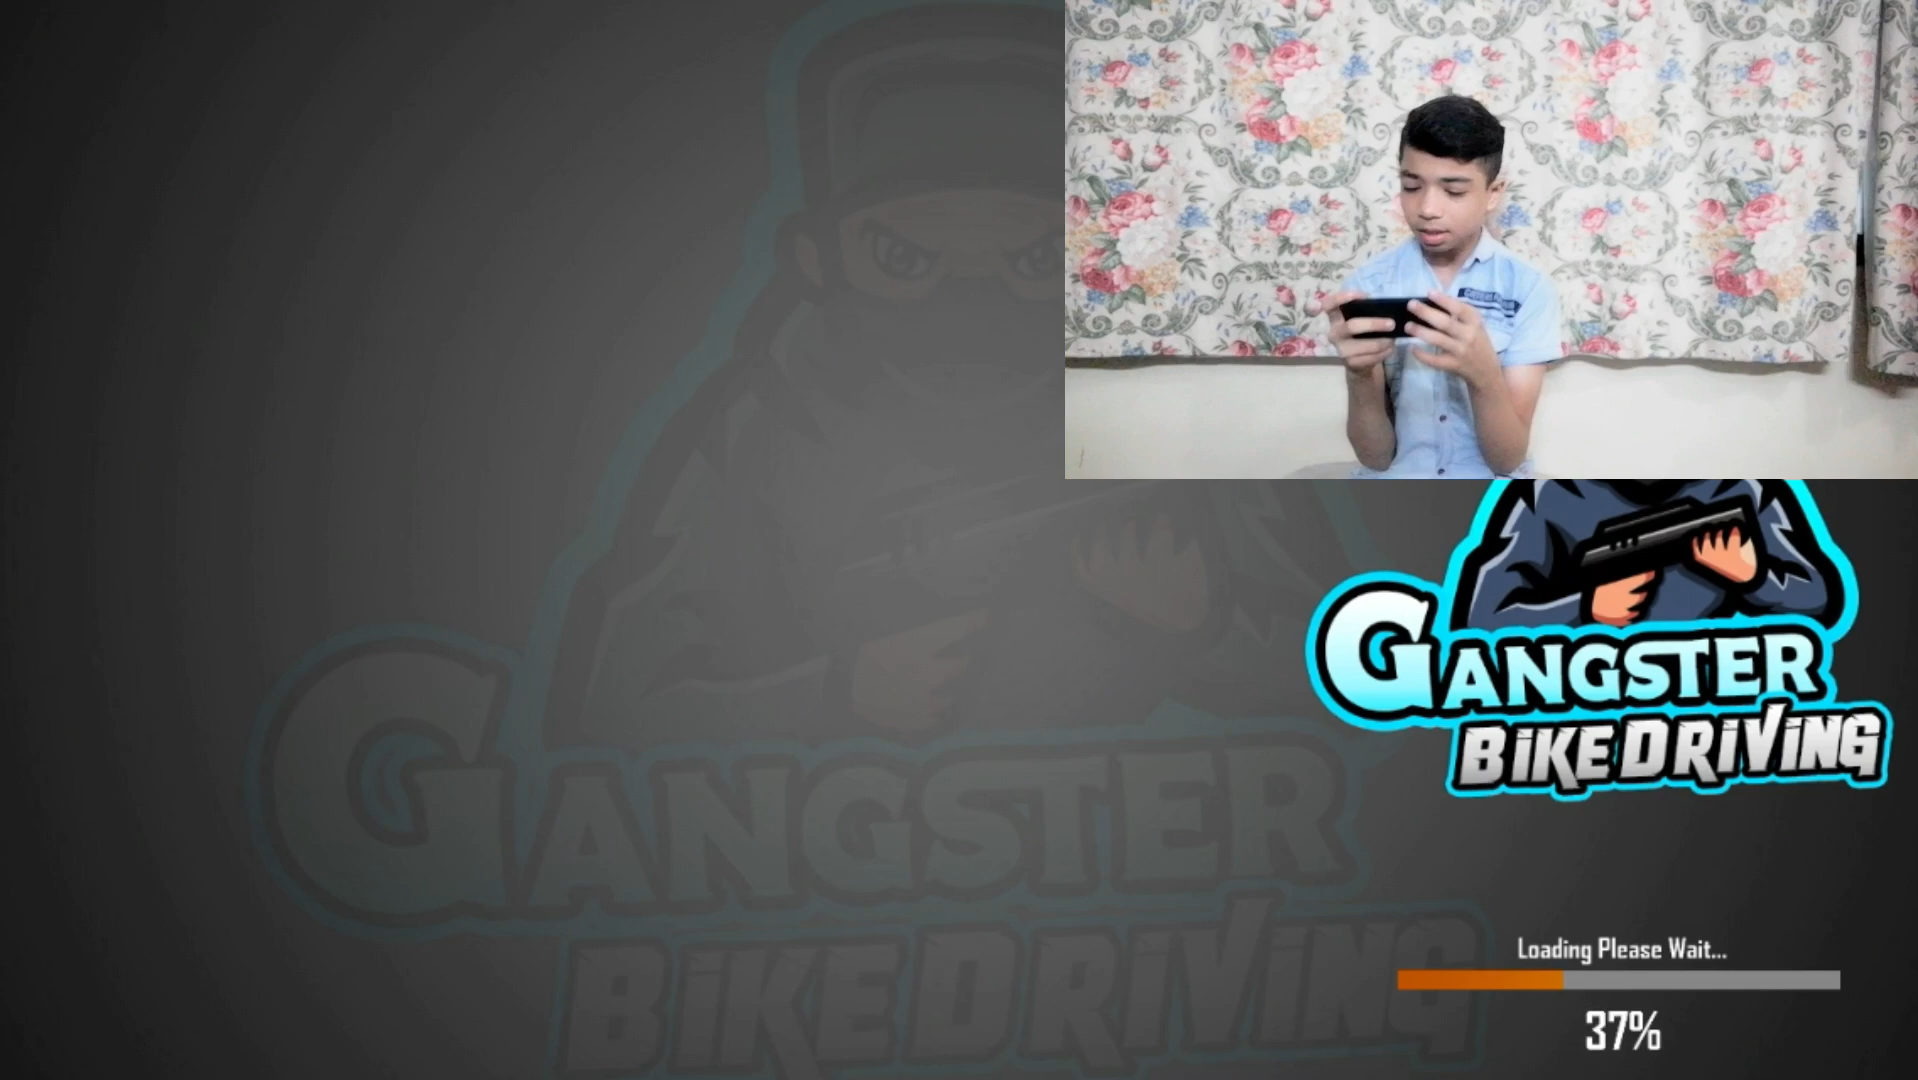 GANGSTER
BIKE DRIVING
GANGSTER
BIKE DRIVING
Loading Please Wait...
37%